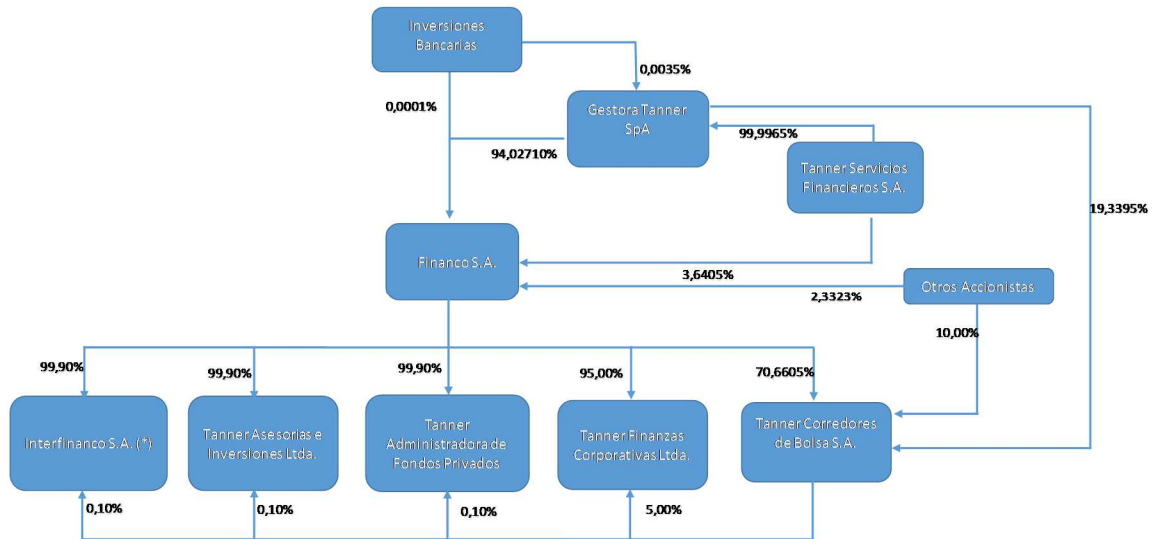 Inversiones
Bancarias
0,0035%
0,0001%
Gestora Tanner
SpA
99,9965%
94,02710%
Tanner Servicios
Financieros S.A.
19,3395%
Financo S.A.
3,6405%
2,3323%
Otros Accionistas
10,00%
99,90%
99,90%
99,90%
95,00%
70,6605%
Interfinanco S.A. (*)
Tanner Asesorias e
Inversiones Ltda.
Tanner
Administradora de
Fondos Privados
Tanner Finanzas
Corporativas Ltda.
Tanner Corredores
de Bolsa S.A.
0,10%
0,10%
0,10%
5,00%